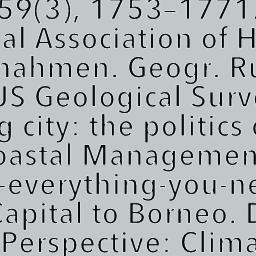 59(3), 1753–1771.
al Association of H
nahmen. Geogr. Ru
US Geological Surve
g city: the politics
oastal Managemen
-everything-you-ne
Capital to Borneo. D
Perspective: Clima